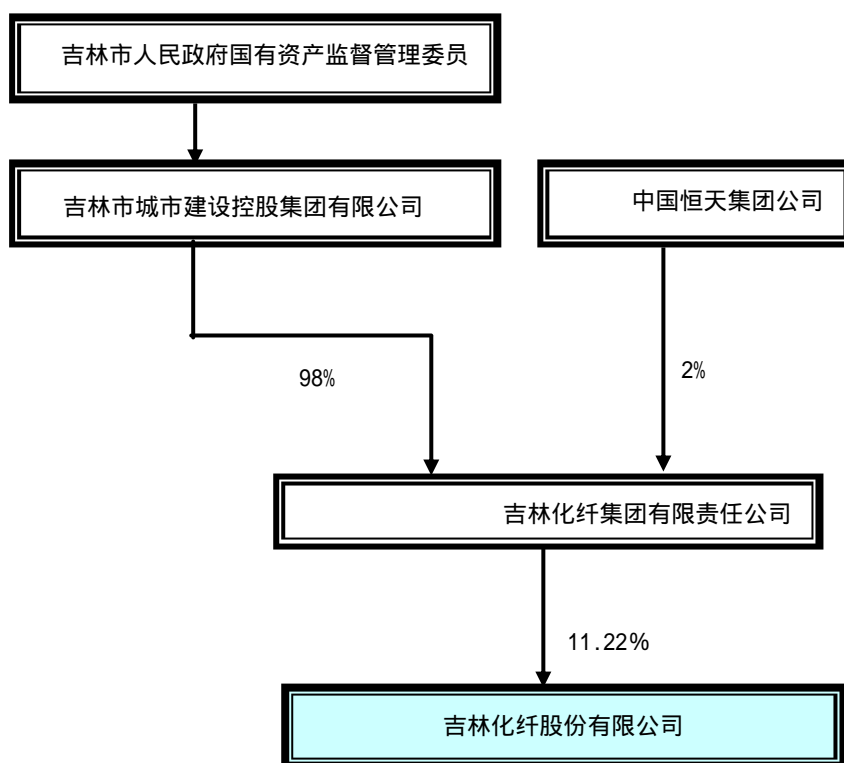 吉林市人民政府国有资产监督管理委员
吉林市城市建设控股集团有限公司
中国恒天集团公司
98%
2%
吉林化纤集团有限责任公司
11.22%
吉林化纤股份有限公司